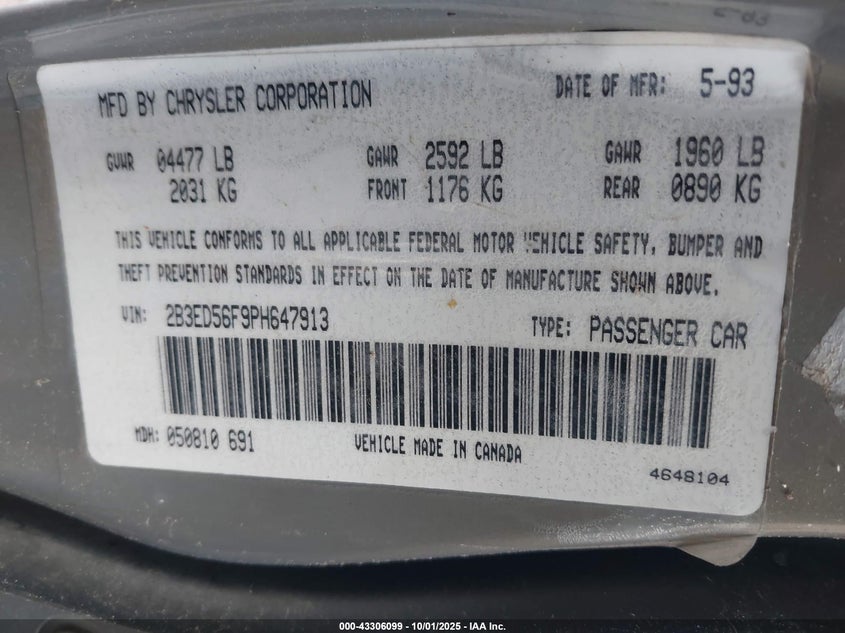 MFD BY CHRYSLER CORPORATION DATE OF MFR: 5-93
GVWR 04477 LB GAWR 2592 LB GAWR 1960 LB
2031 KG FRONT 1176 KG REAR 0890 KG
THIS VEHICLE CONFORMS TO ALL APPLICABLE FEDERAL MOTOR VEHICLE SAFETY, BUMPER AND
THEFT PREVENTION STANDARDS IN EFFECT ON THE DATE OF MANUFACTURE SHOWN ABOVE.
VIN: 2B3ED56F9PH647913 TYPE: PASSENGER CAR
MDH: 050810 691 VEHICLE MADE IN CANADA
4648104
000-43306099 - 10/01/2025 - IAA Inc.